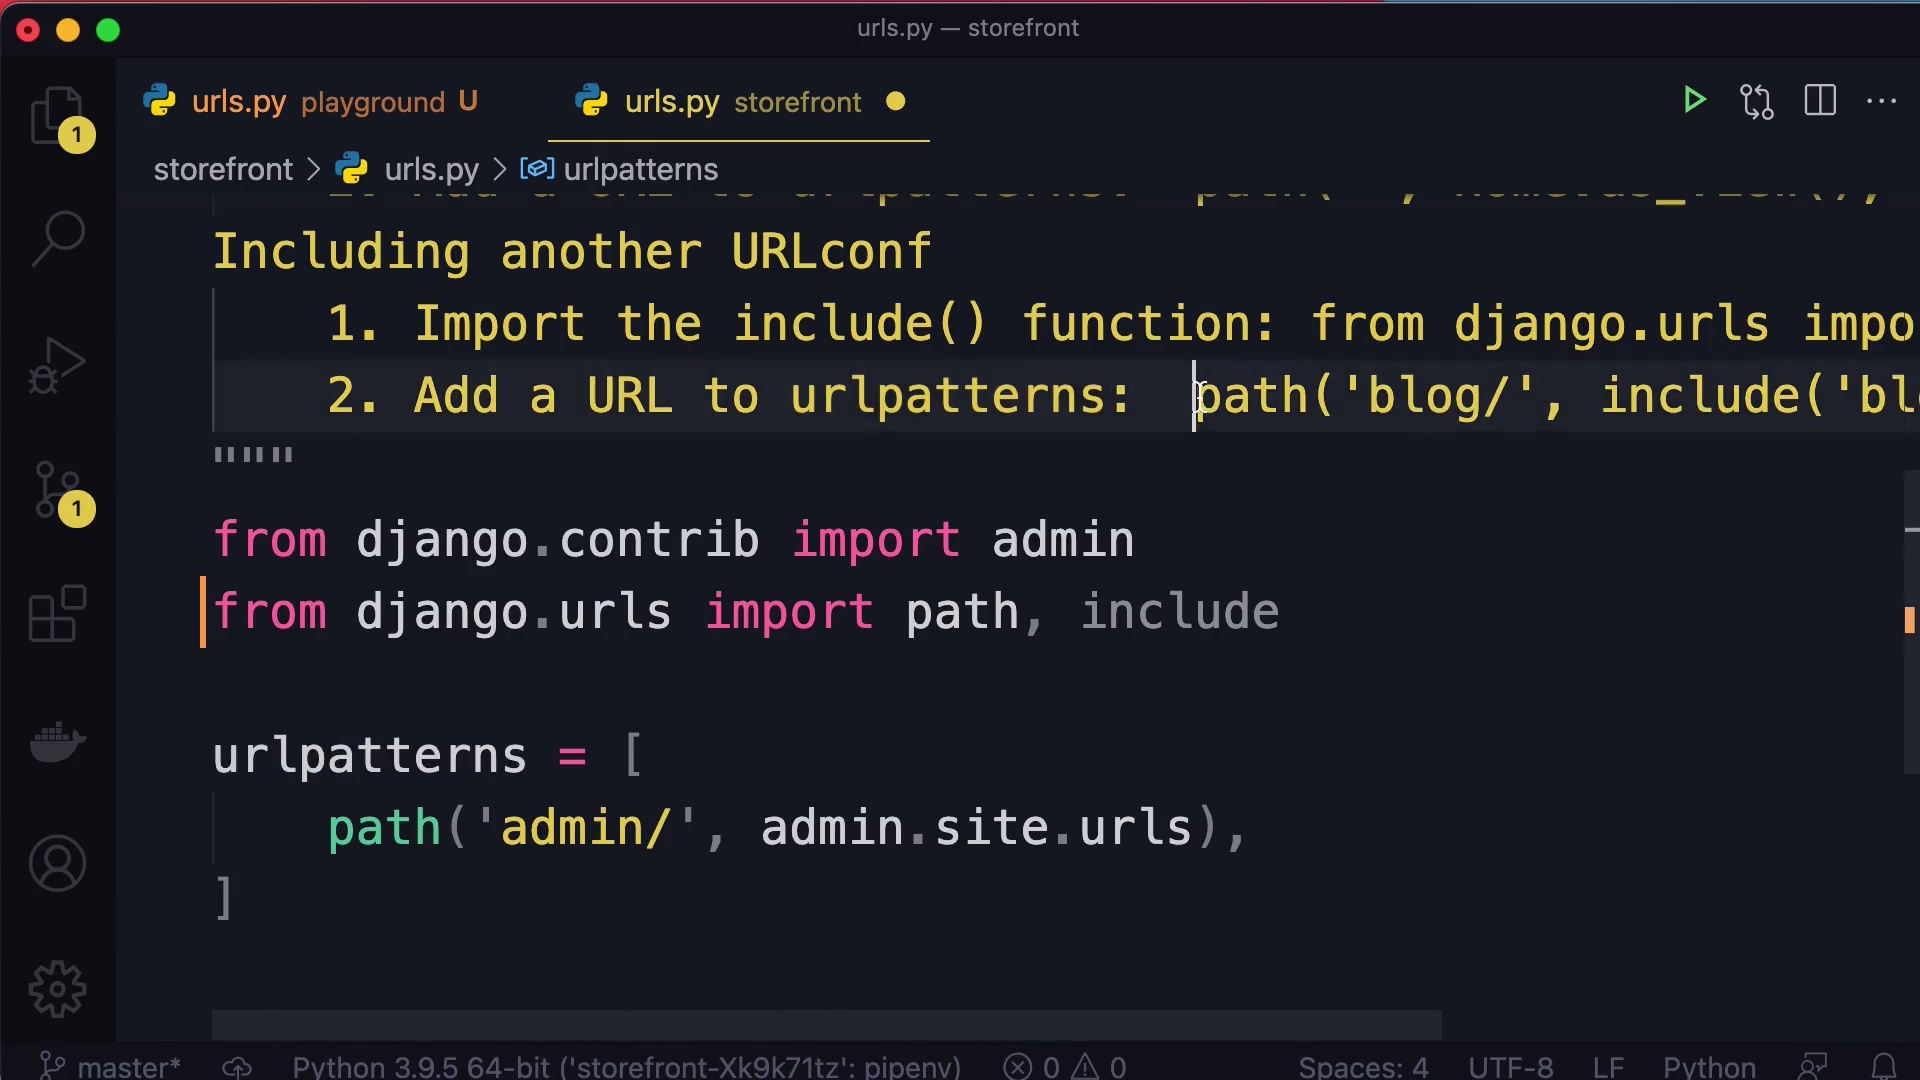 urls.py — storefront
urls.py playground U
urls.py storefront
1
storefront > urls.py > urlpatterns
Including another URLconf
1. Import the include() function: from django.urls impo
2. Add a URL to urlpatterns:  path('blog/', include('bl
"""
from django.contrib import admin
from django.urls import path, include
1
urlpatterns = [
path('admin/', admin.site.urls),
]
master* Python 3.9.5 64-bit ('storefront-Xk9k71tz': pipenv) 0 0 Spaces: 4 UTF-8 LF Python